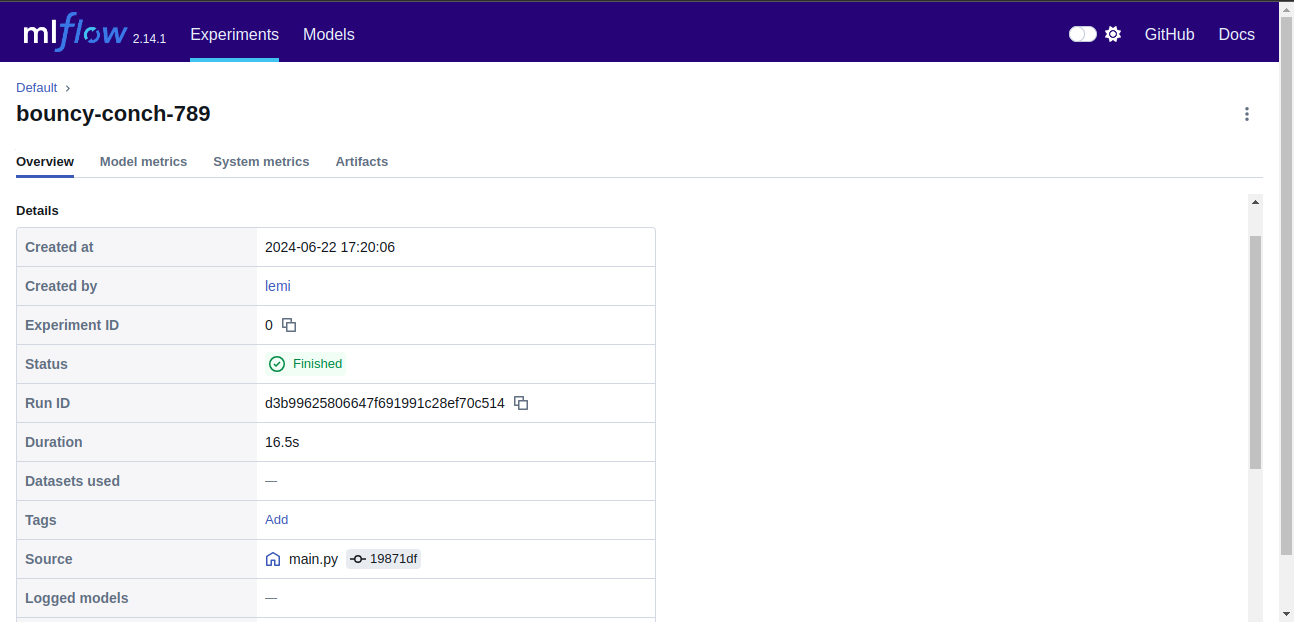 mlflow 2.14.1 Experiments Models GitHub Docs
Default
bouncy-conch-789
Overview Model metrics System metrics Artifacts
Details
Created at 2024-06-22 17:20:06
Created by lemi
Experiment ID 0
Status Finished
Run ID d3b99625806647f691991c28ef70c514
Duration 16.5s
Datasets used —
Tags Add
Source main.py 19871df
Logged models —